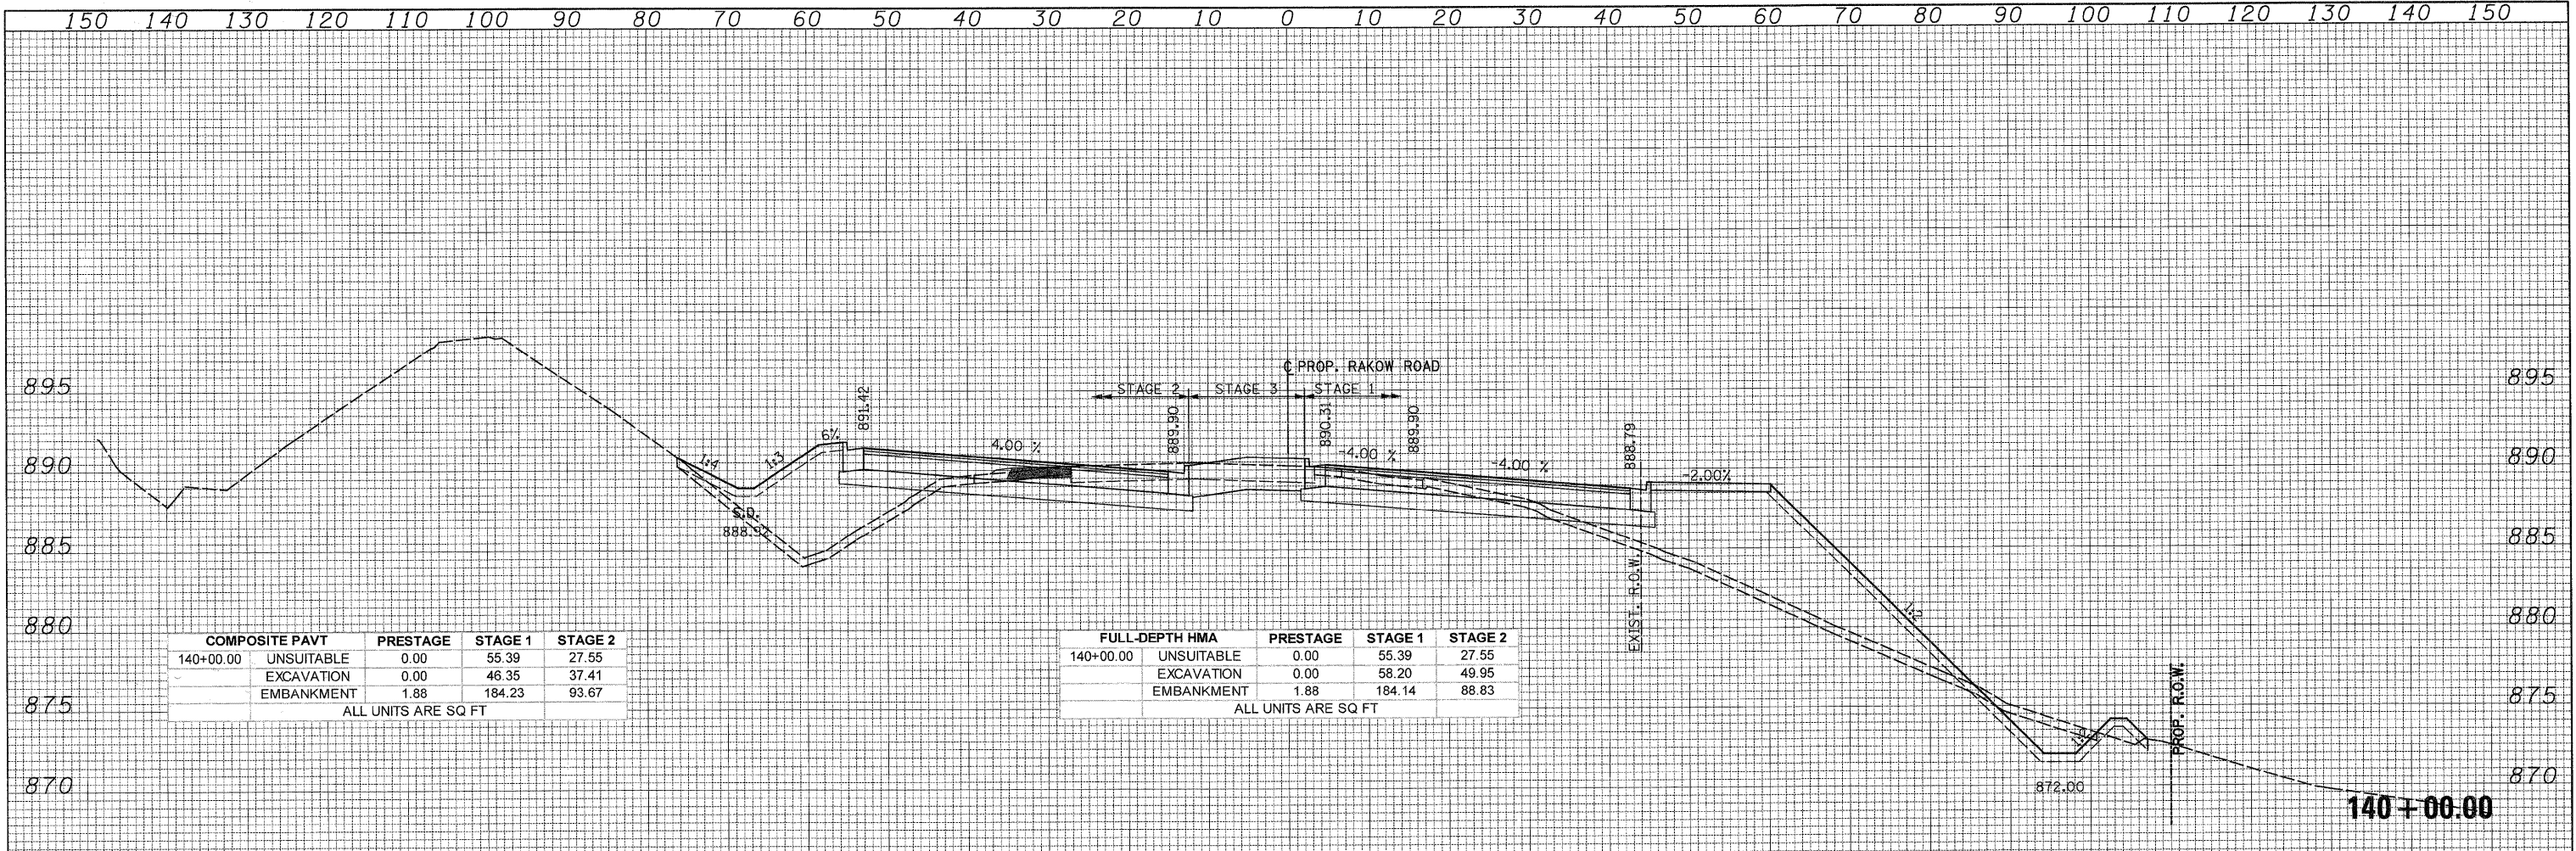 150 140 130 120 110 100 90 80 70 60 50 40 30 20 10 0 10 20 30 40 50 60 70 80 90 100 110 120 130 140 150
℄ PROP. RAKOW ROAD
STAGE 2 STAGE 3 STAGE 1
895 895
891.42 889.90 890.31 889.90 888.79
6% 4.00 % -4.00 % -4.00 % -2.00%
1:4 1:3
890 890
S.D.
885 885
EXIST. R.O.W.
1:2
880 880
COMPOSITE PAVT PRESTAGE STAGE 1 STAGE 2
140+00.00 UNSUITABLE 0.00 55.39 27.55
EXCAVATION 0.00 46.35 37.41
EMBANKMENT 1.88 184.23 93.67
ALL UNITS ARE SQ FT
FULL-DEPTH HMA PRESTAGE STAGE 1 STAGE 2
140+00.00 UNSUITABLE 0.00 55.39 27.55
EXCAVATION 0.00 58.20 49.95
EMBANKMENT 1.88 184.14 88.83
ALL UNITS ARE SQ FT
875 875
PROP. R.O.W.
870 870
872.00
140+00.00